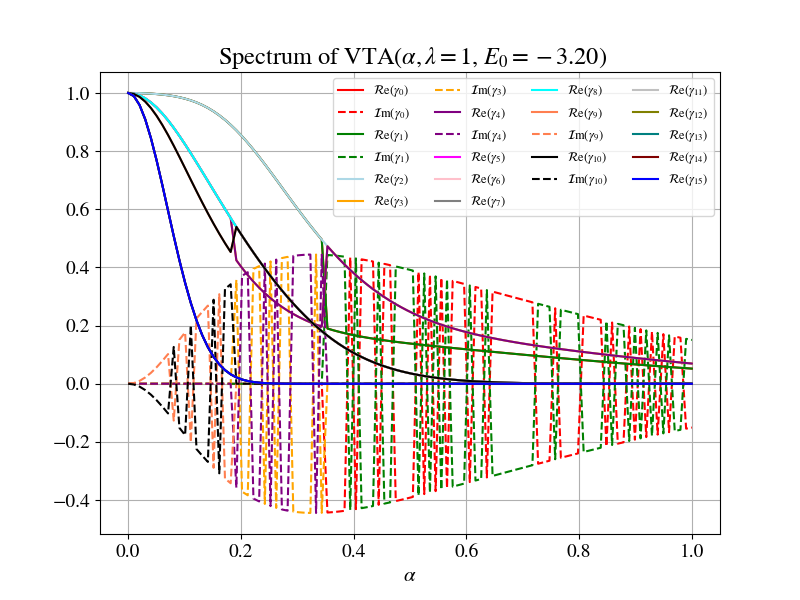 Spectrum of VTA(α, λ = 1, E₀ = −3.20)
1.0
0.8
0.6
0.4
0.2
0.0
−0.2
−0.4
0.0 0.2 0.4 0.6 0.8 1.0
α
ℛe(γ₀)
ℐm(γ₀)
ℛe(γ₁)
ℐm(γ₁)
ℛe(γ₂)
ℛe(γ₃)
ℐm(γ₃)
ℛe(γ₄)
ℐm(γ₄)
ℛe(γ₅)
ℛe(γ₆)
ℛe(γ₇)
ℛe(γ₈)
ℛe(γ₉)
ℐm(γ₉)
ℛe(γ₁₀)
ℐm(γ₁₀)
ℛe(γ₁₁)
ℛe(γ₁₂)
ℛe(γ₁₃)
ℛe(γ₁₄)
ℛe(γ₁₅)